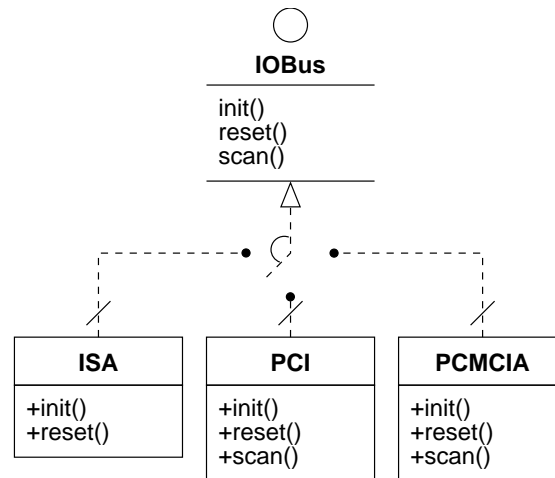 IOBus
init()
reset()
scan()
ISA
+init()
+reset()
PCI
+init()
+reset()
+scan()
PCMCIA
+init()
+reset()
+scan()